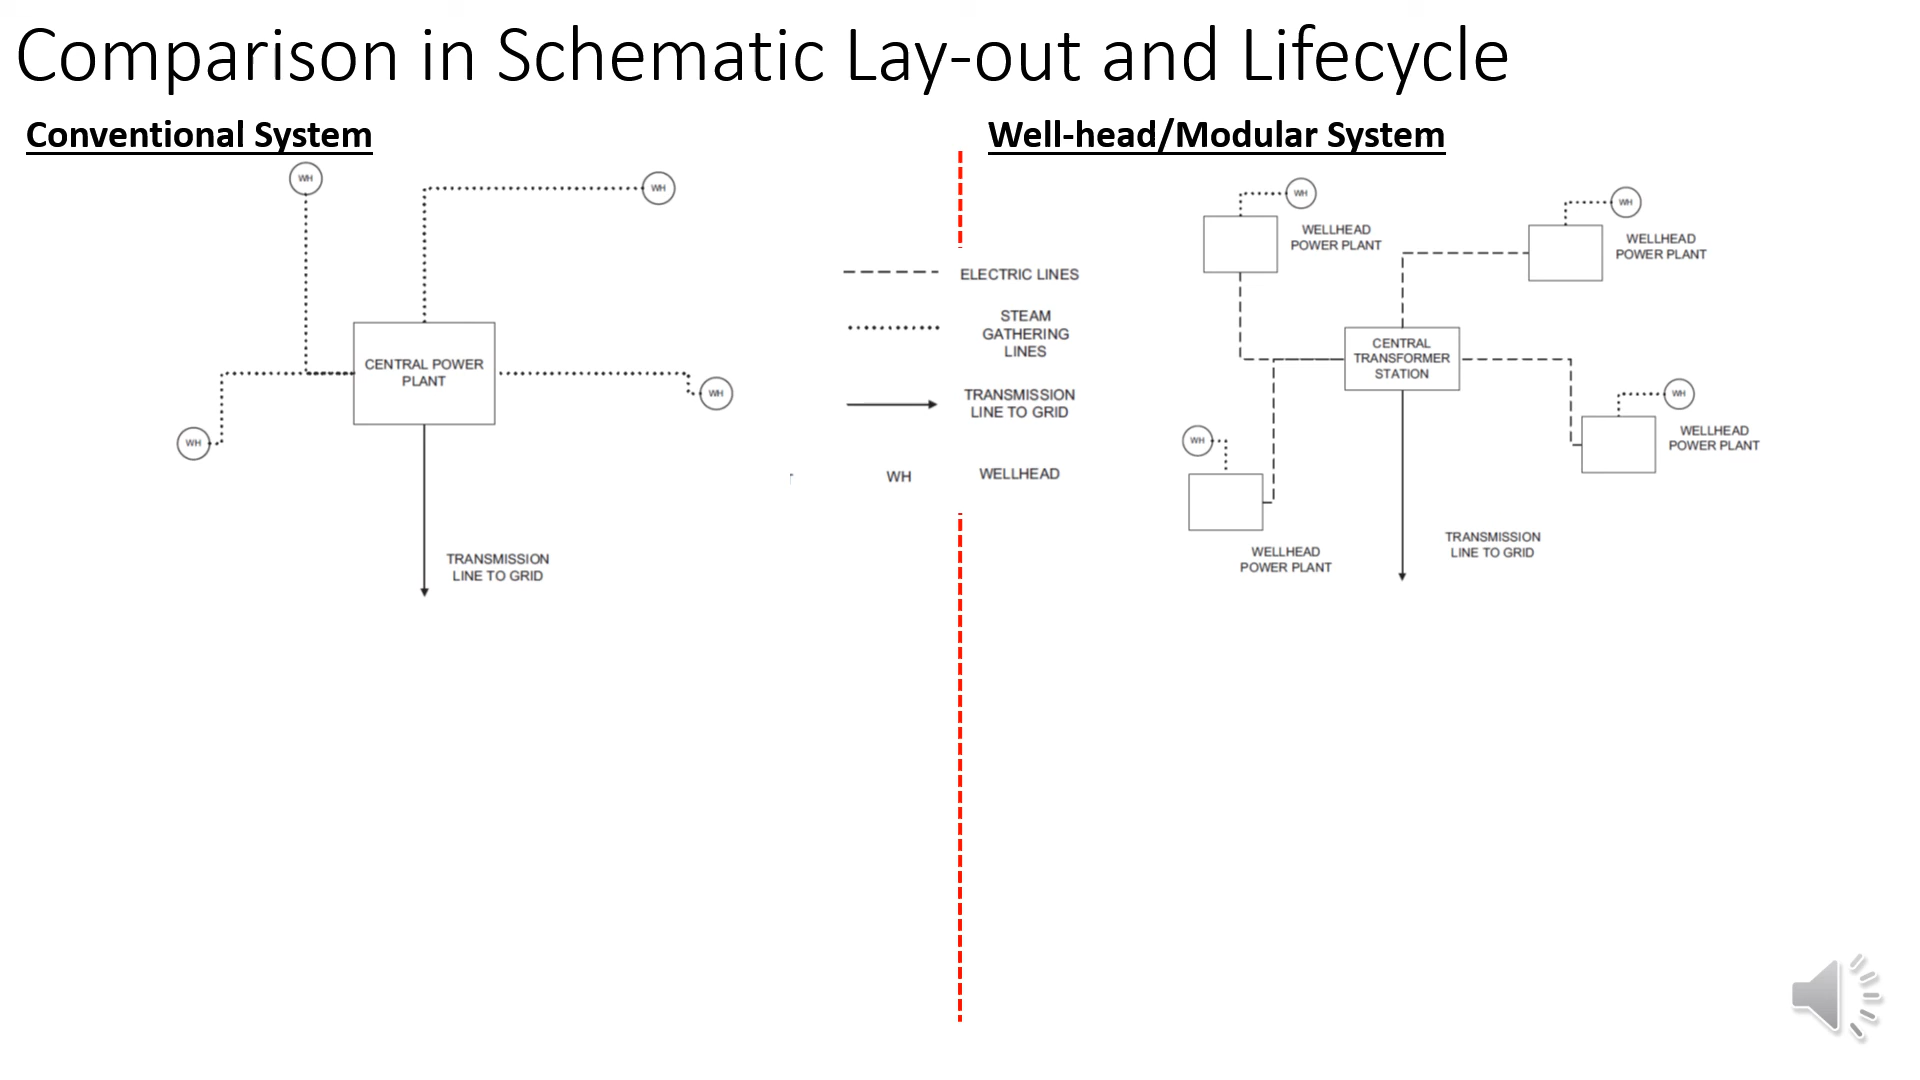 Comparison in Schematic Lay-out and Lifecycle
Conventional System
WH
WH
CENTRAL POWER
PLANT
WH
WH
TRANSMISSION
LINE TO GRID
ELECTRIC LINES
STEAM
GATHERING
LINES
TRANSMISSION
LINE TO GRID
WH WELLHEAD
Well-head/Modular System
WH
WELLHEAD
POWER PLANT
WH
WELLHEAD
POWER PLANT
CENTRAL
TRANSFORMER
STATION
WH
WELLHEAD
POWER PLANT
WH
WELLHEAD
POWER PLANT
TRANSMISSION
LINE TO GRID